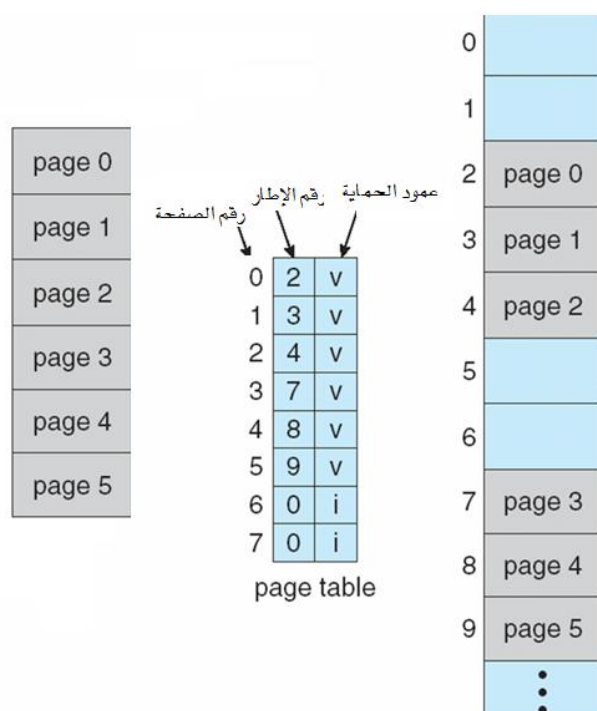 page 0
page 1
page 2
page 3
page 4
page 5
رقم الصفحة
رقم الإطار
عمود الحماية
0 2 v
1 3 v
2 4 v
3 7 v
4 8 v
5 9 v
6 0 i
7 0 i
page table
0
1
2 page 0
3 page 1
4 page 2
5
6
7 page 3
8 page 4
9 page 5